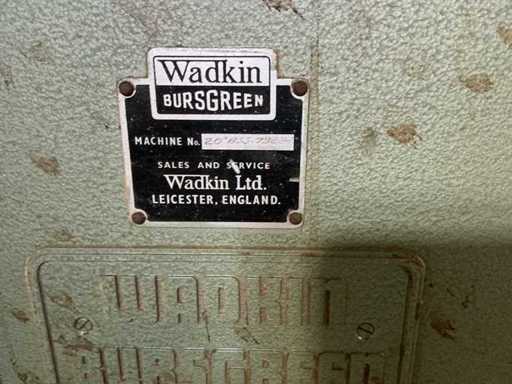 Wadkin
BURSGREEN
MACHINE No.
SALES AND SERVICE
Wadkin Ltd.
LEICESTER, ENGLAND.
WADKIN
BURSGREEN